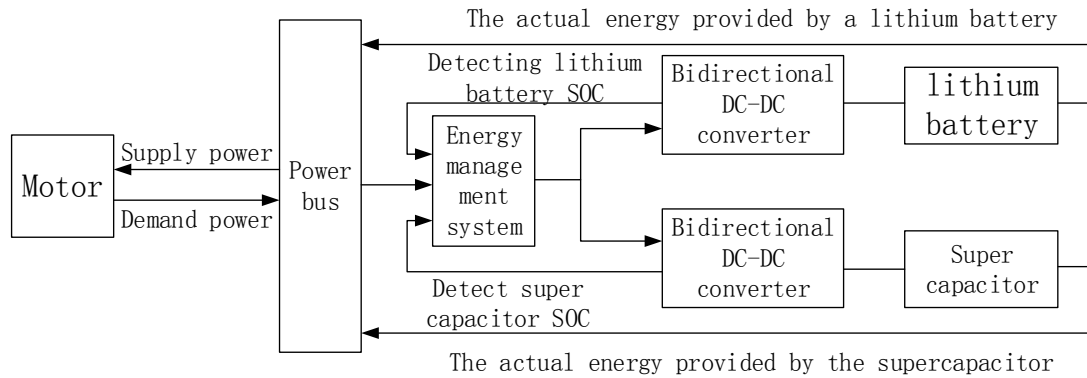 The actual energy provided by a lithium battery
Detecting lithium
battery SOC
Bidirectional
DC-DC
converter
lithium
battery
Motor
Supply power
Demand power
Power
bus
Energy
manage
ment
system
Bidirectional
DC-DC
converter
Super
capacitor
Detect super
capacitor SOC
The actual energy provided by the supercapacitor